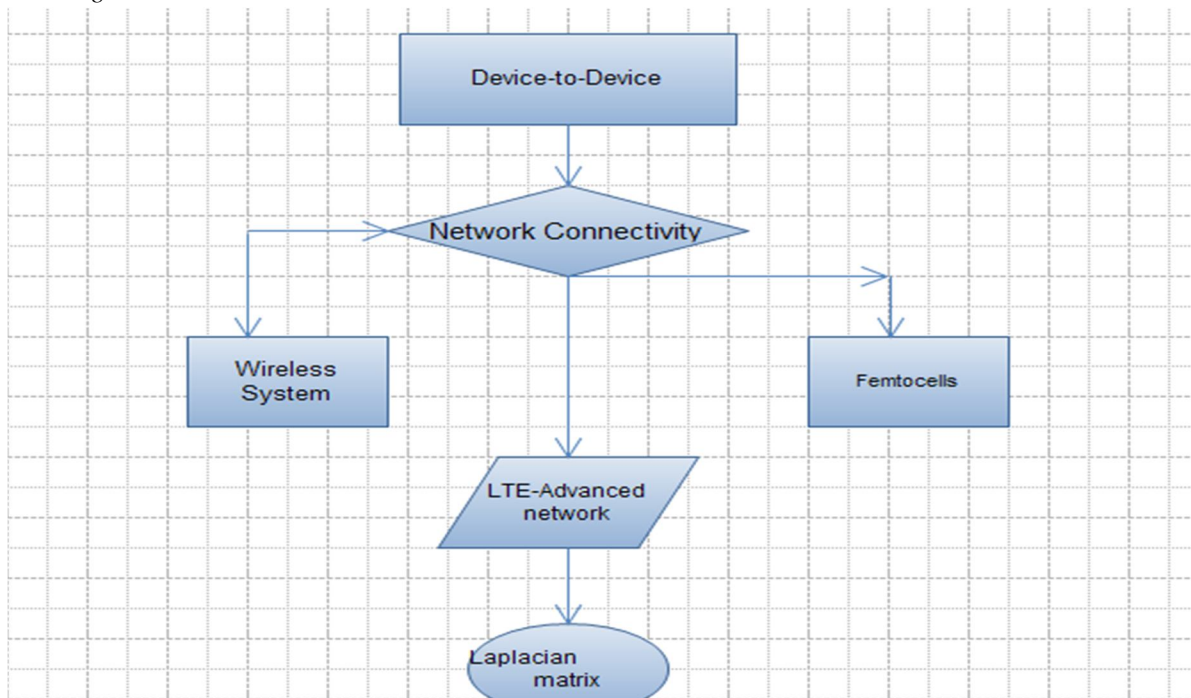 Device-to-Device
Network Connectivity
Wireless
System
Femtocells
LTE-Advanced
network
Laplacian
matrix